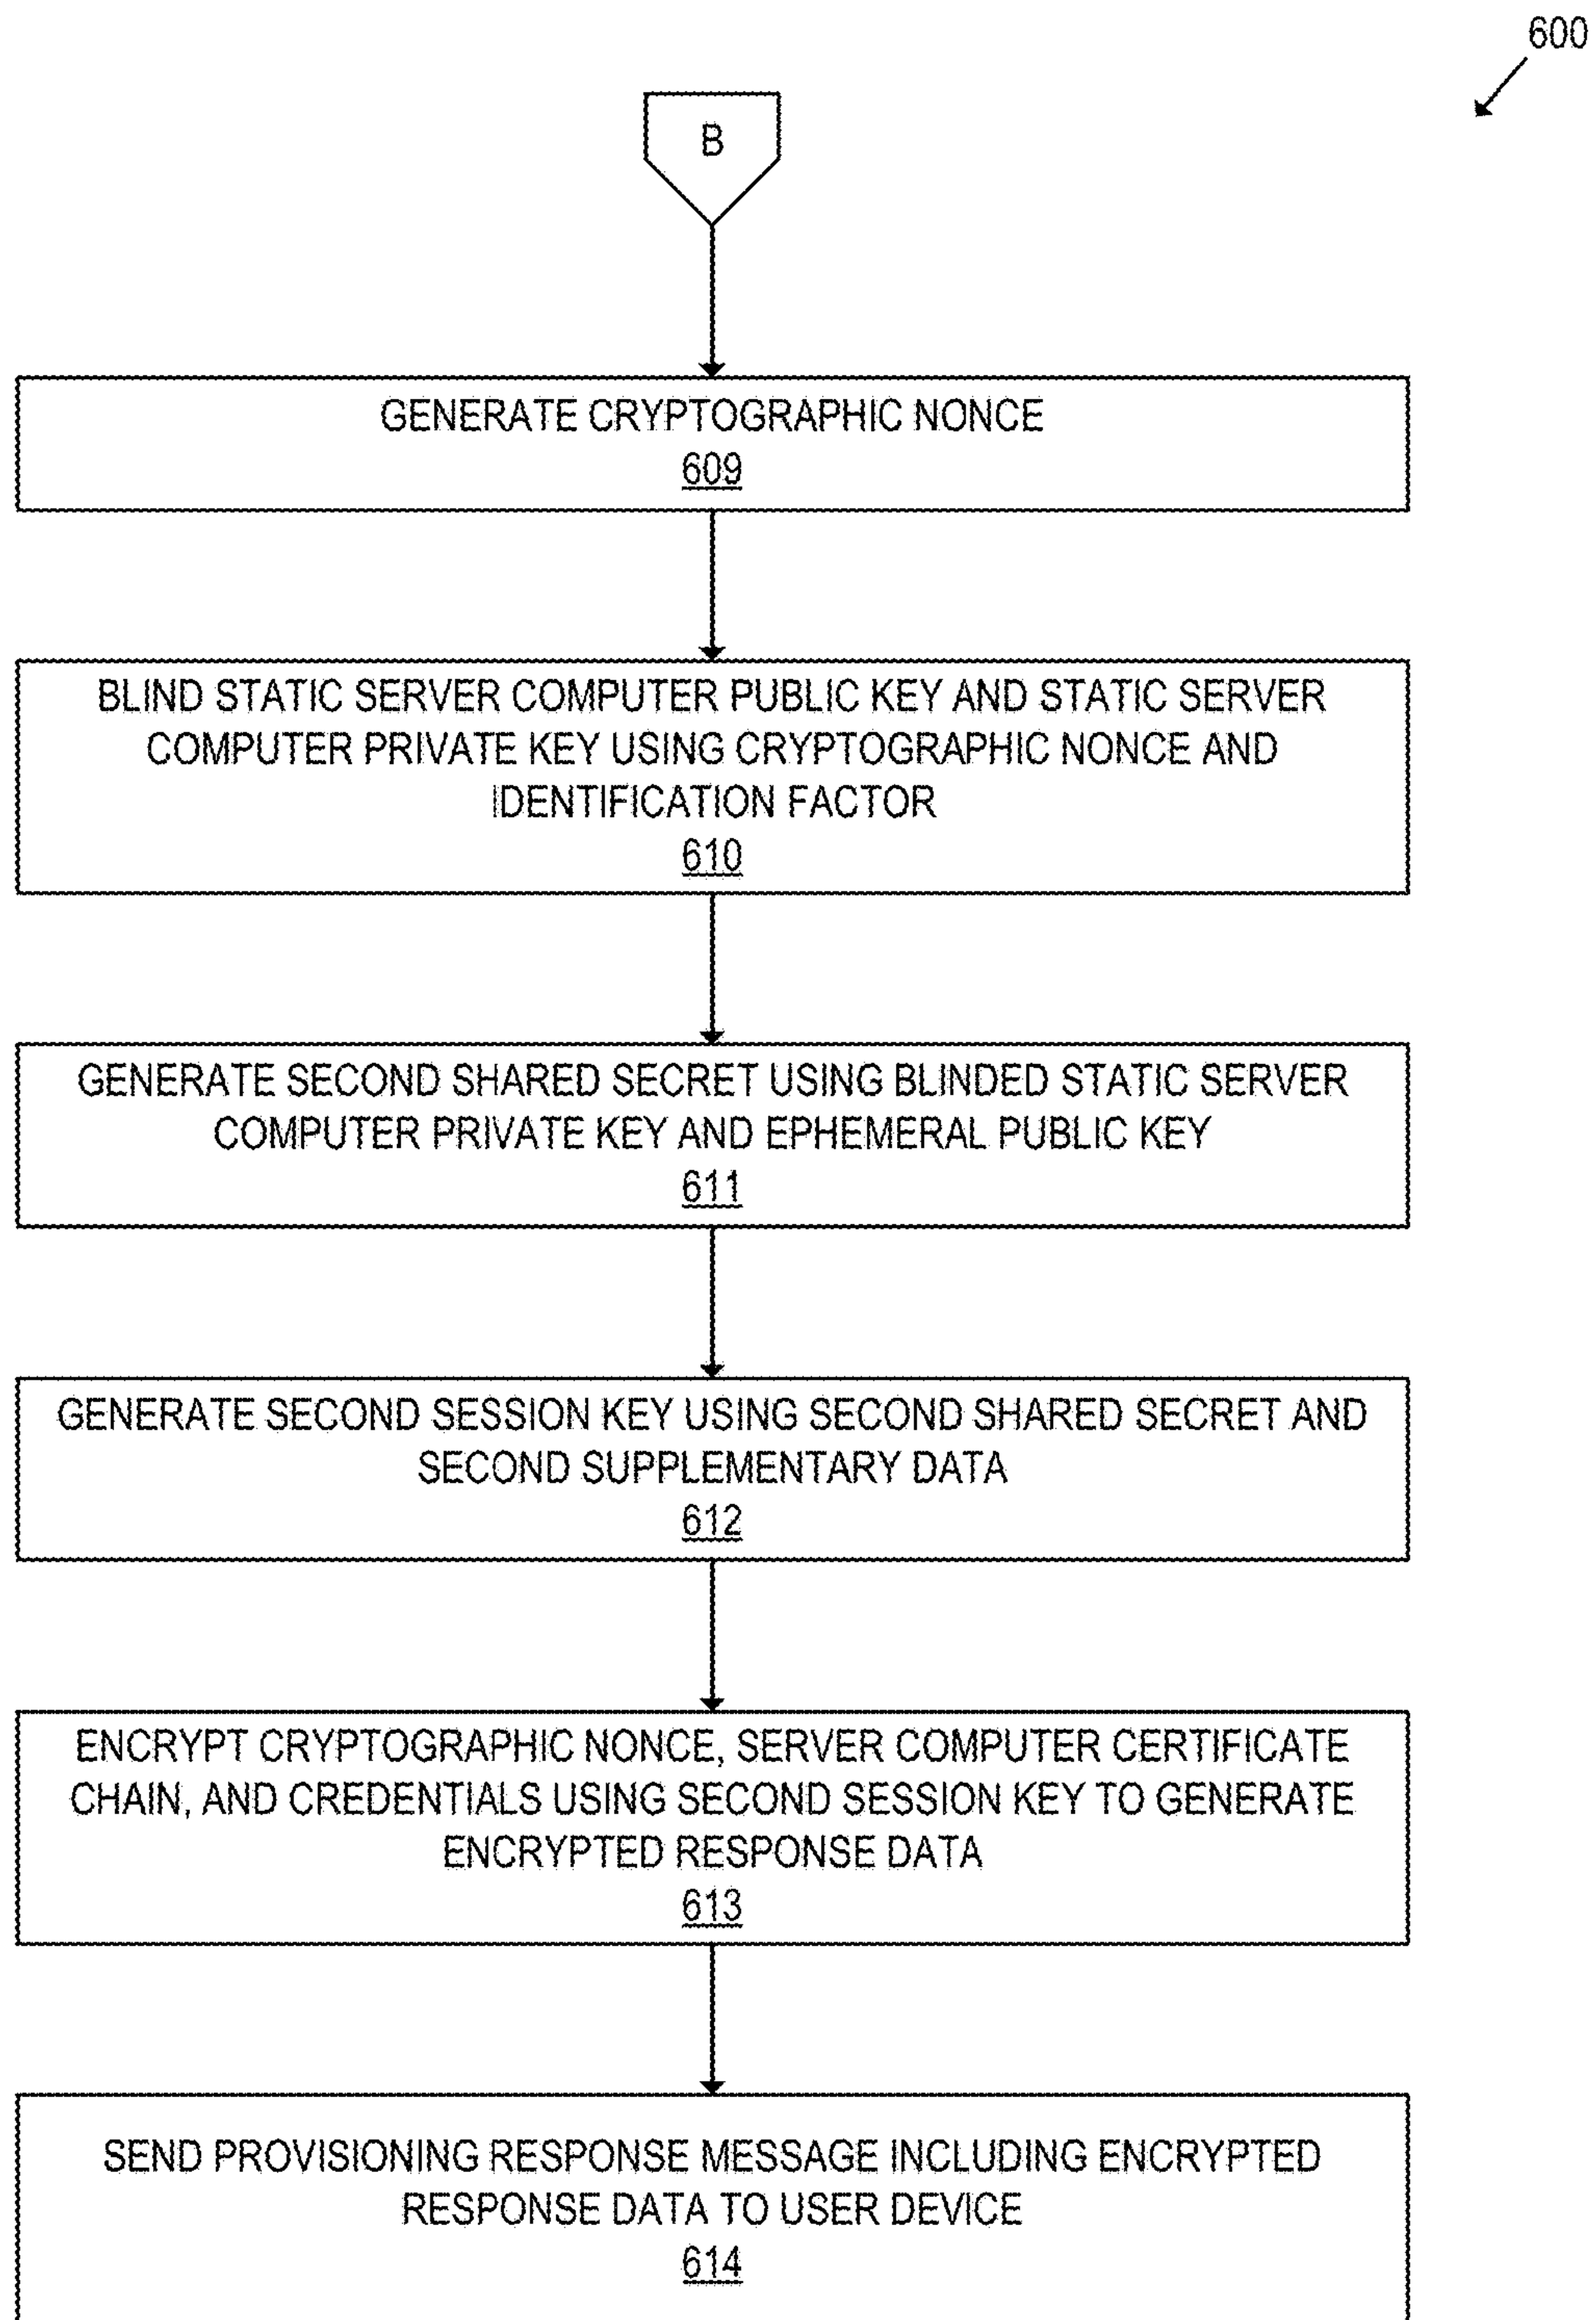 600
B
GENERATE CRYPTOGRAPHIC NONCE
609
BLIND STATIC SERVER COMPUTER PUBLIC KEY AND STATIC SERVER
COMPUTER PRIVATE KEY USING CRYPTOGRAPHIC NONCE AND
IDENTIFICATION FACTOR
610
GENERATE SECOND SHARED SECRET USING BLINDED STATIC SERVER
COMPUTER PRIVATE KEY AND EPHEMERAL PUBLIC KEY
611
GENERATE SECOND SESSION KEY USING SECOND SHARED SECRET AND
SECOND SUPPLEMENTARY DATA
612
ENCRYPT CRYPTOGRAPHIC NONCE, SERVER COMPUTER CERTIFICATE
CHAIN, AND CREDENTIALS USING SECOND SESSION KEY TO GENERATE
ENCRYPTED RESPONSE DATA
613
SEND PROVISIONING RESPONSE MESSAGE INCLUDING ENCRYPTED
RESPONSE DATA TO USER DEVICE
614